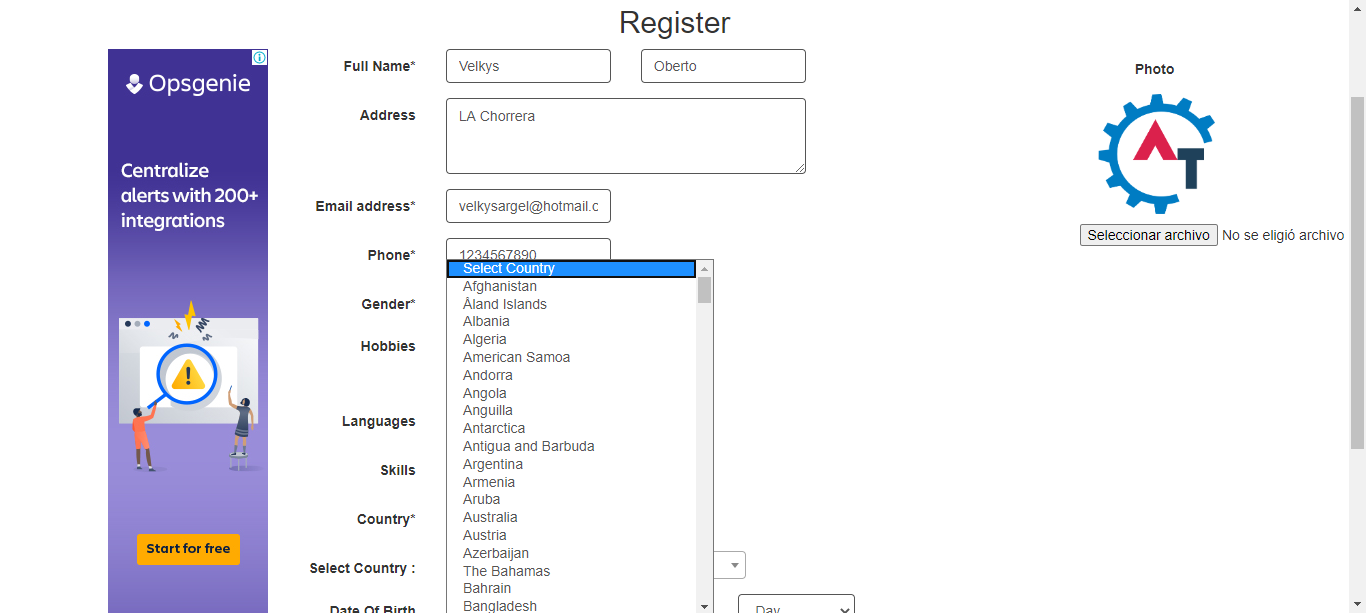 Register
Opsgenie
Centralize
alerts with 200+
integrations
Start for free
Full Name* Velkys Oberto
Address LA Chorrera
Email address* velkysargel@hotmail.c
Phone* 1234567890
Gender*
Hobbies
Languages
Skills
Country*
Select Country :
Date Of Birth Day
Select Country
Afghanistan
Åland Islands
Albania
Algeria
American Samoa
Andorra
Angola
Anguilla
Antarctica
Antigua and Barbuda
Argentina
Armenia
Aruba
Australia
Austria
Azerbaijan
The Bahamas
Bahrain
Bangladesh
Photo
AT
Seleccionar archivo No se eligió archivo